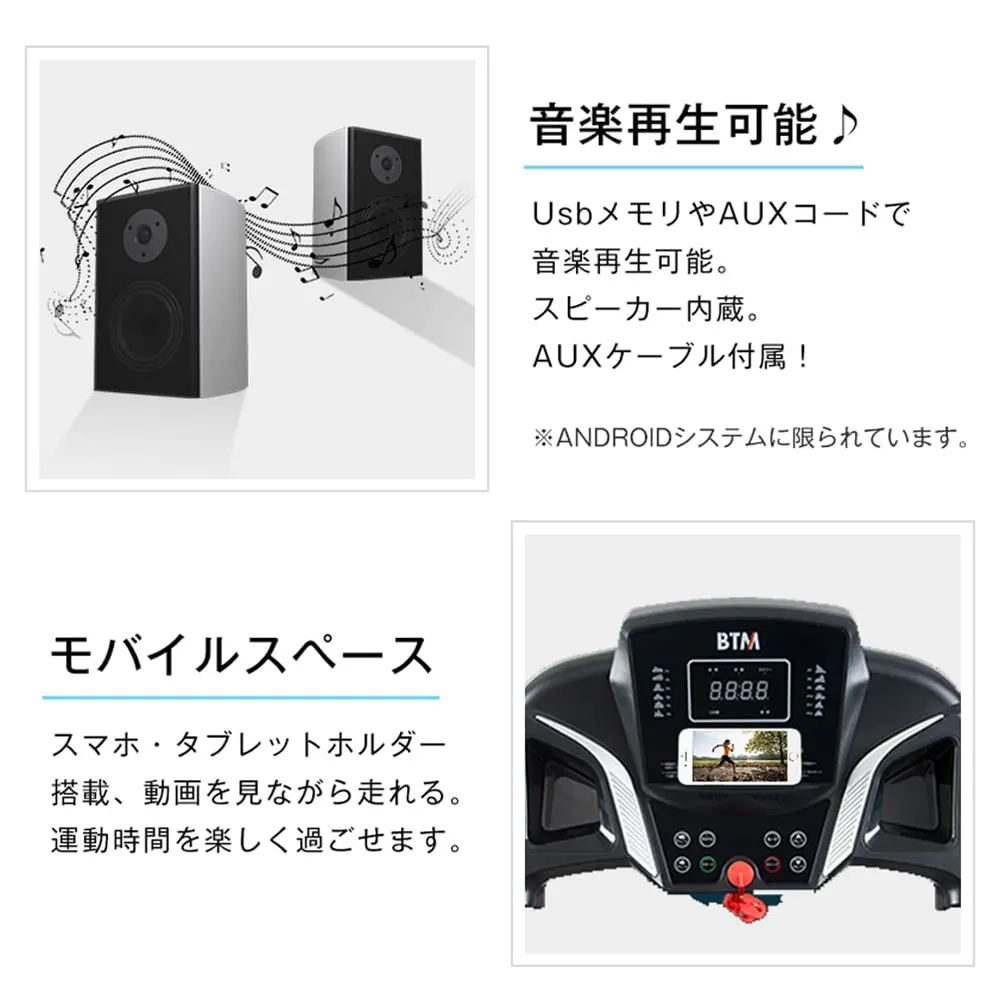 音楽再生可能♪
UsbメモリやAUXコードで
音楽再生可能。
スピーカー内蔵。
AUXケーブル付属！
※ANDROIDシステムに限られています。
モバイルスペース
スマホ・タブレットホルダー
搭載、動画を見ながら走れる。
運動時間を楽しく過ごせます。
BTM
8:8:8:8